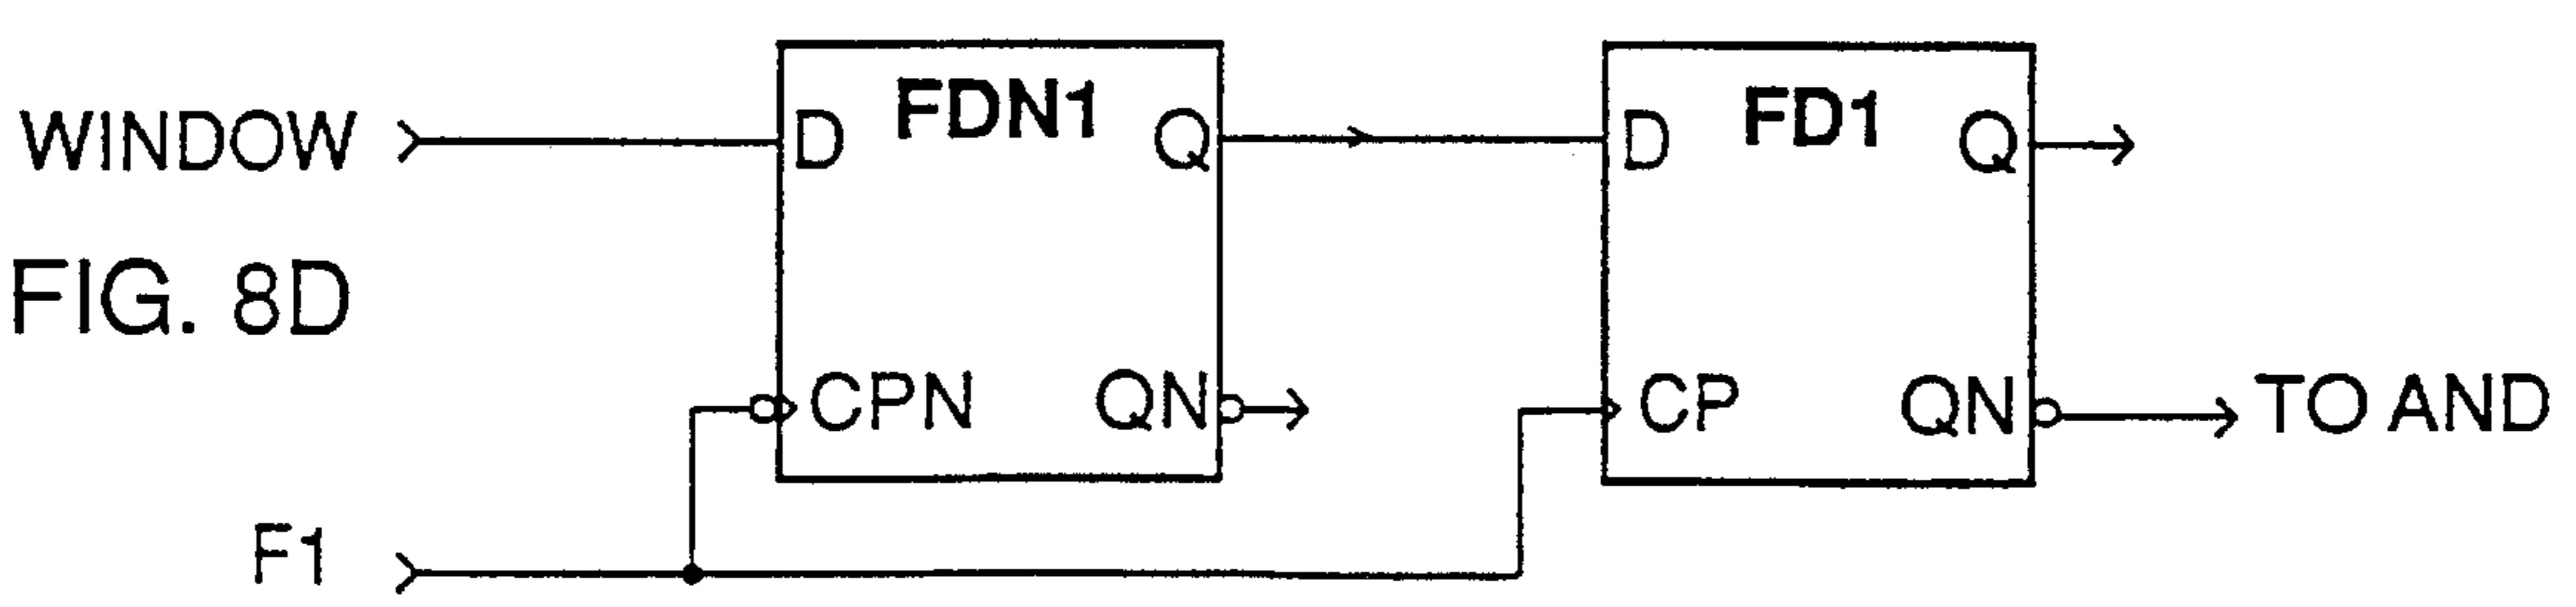 WINDOW
D FDN1 Q
D FD1 Q
FIG. 8D
CPN QN
CP QN
TO AND
F1